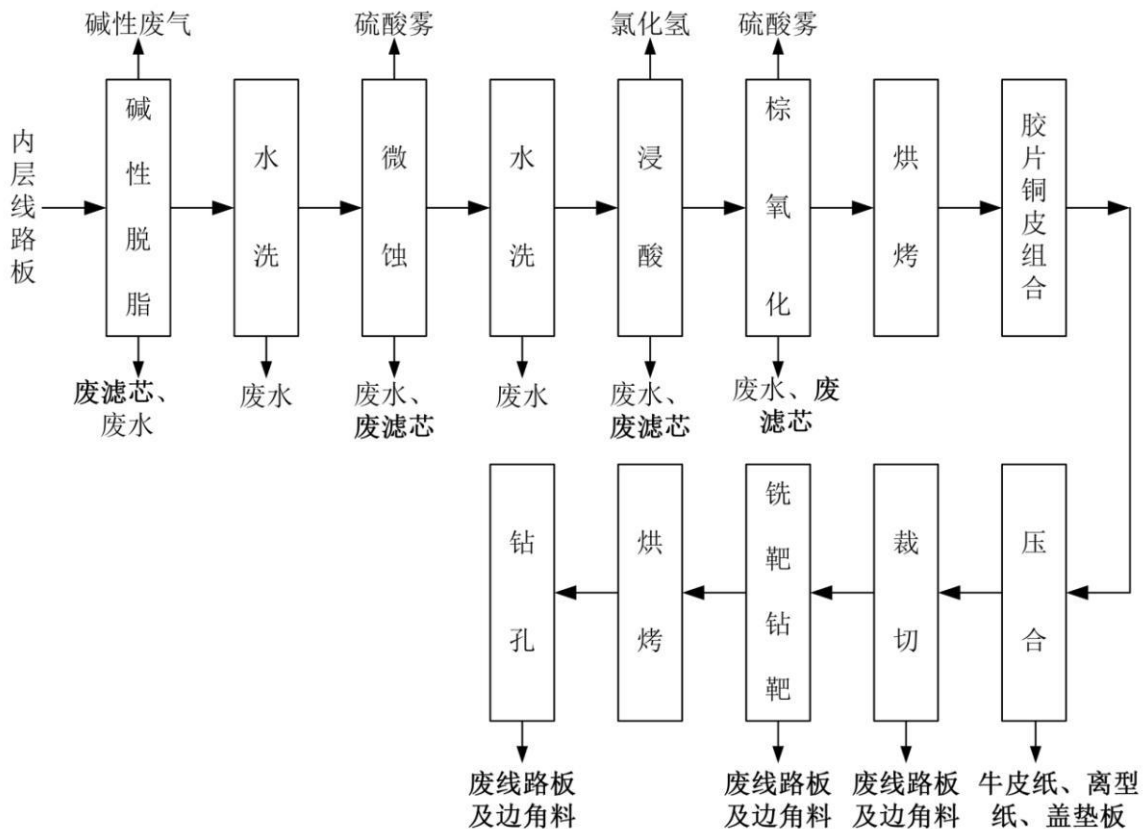 碱性废气
硫酸雾
氯化氢
硫酸雾
内层线路板
碱性脱脂
水洗
微蚀
水洗
浸酸
棕氧化
烘烤
胶片铜皮组合
废滤芯、
废水
废水
废水、
废滤芯
废水
废水、
废滤芯
废水、废
滤芯
钻孔
烘烤
铣靶钻靶
裁切
压合
废线路板
及边角料
废线路板
及边角料
废线路板
及边角料
牛皮纸、离型
纸、盖垫板